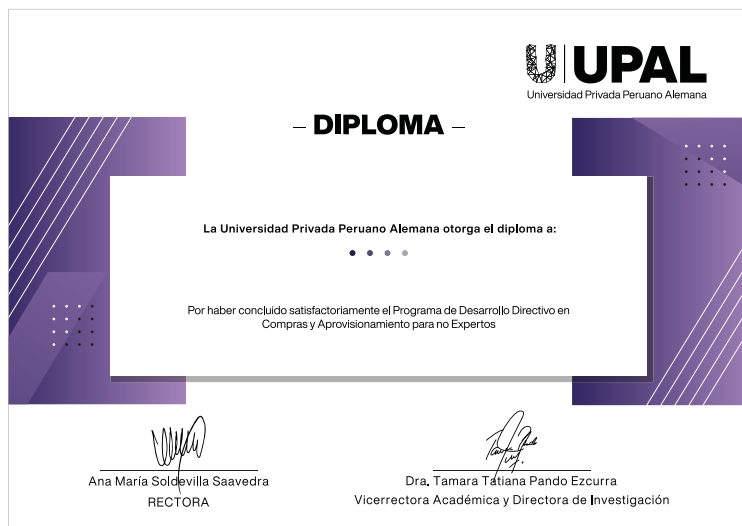 UPAL
Universidad Privada Peruano Alemana
– DIPLOMA –
La Universidad Privada Peruano Alemana otorga el diploma a:
Por haber concluido satisfactoriamente el Programa de Desarrollo Directivo en
Compras y Aprovisionamiento para no Expertos
Ana María Soldevilla Saavedra
RECTORA
Dra. Tamara Tatiana Pando Ezcurra
Vicerrectora Académica y Directora de Investigación